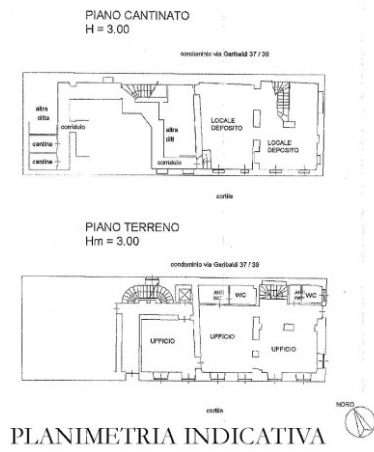 PIANO CANTINATO
H = 3.00
condominio via Garibaldi 37 / 39
altra
ditta
corridoio
cantina
cantina
altra
diti
corridoio
LOCALE
DEPOSITO
LOCALE
DEPOSITO
cortile
PIANO TERRENO
Hm = 3.00
condominio via Garibaldi 37 / 39
ANTI
WC
WC
ANTI
WC
WC
UFFICIO
UFFICIO
UFFICIO
cortile
NORD
PLANIMETRIA INDICATIVA